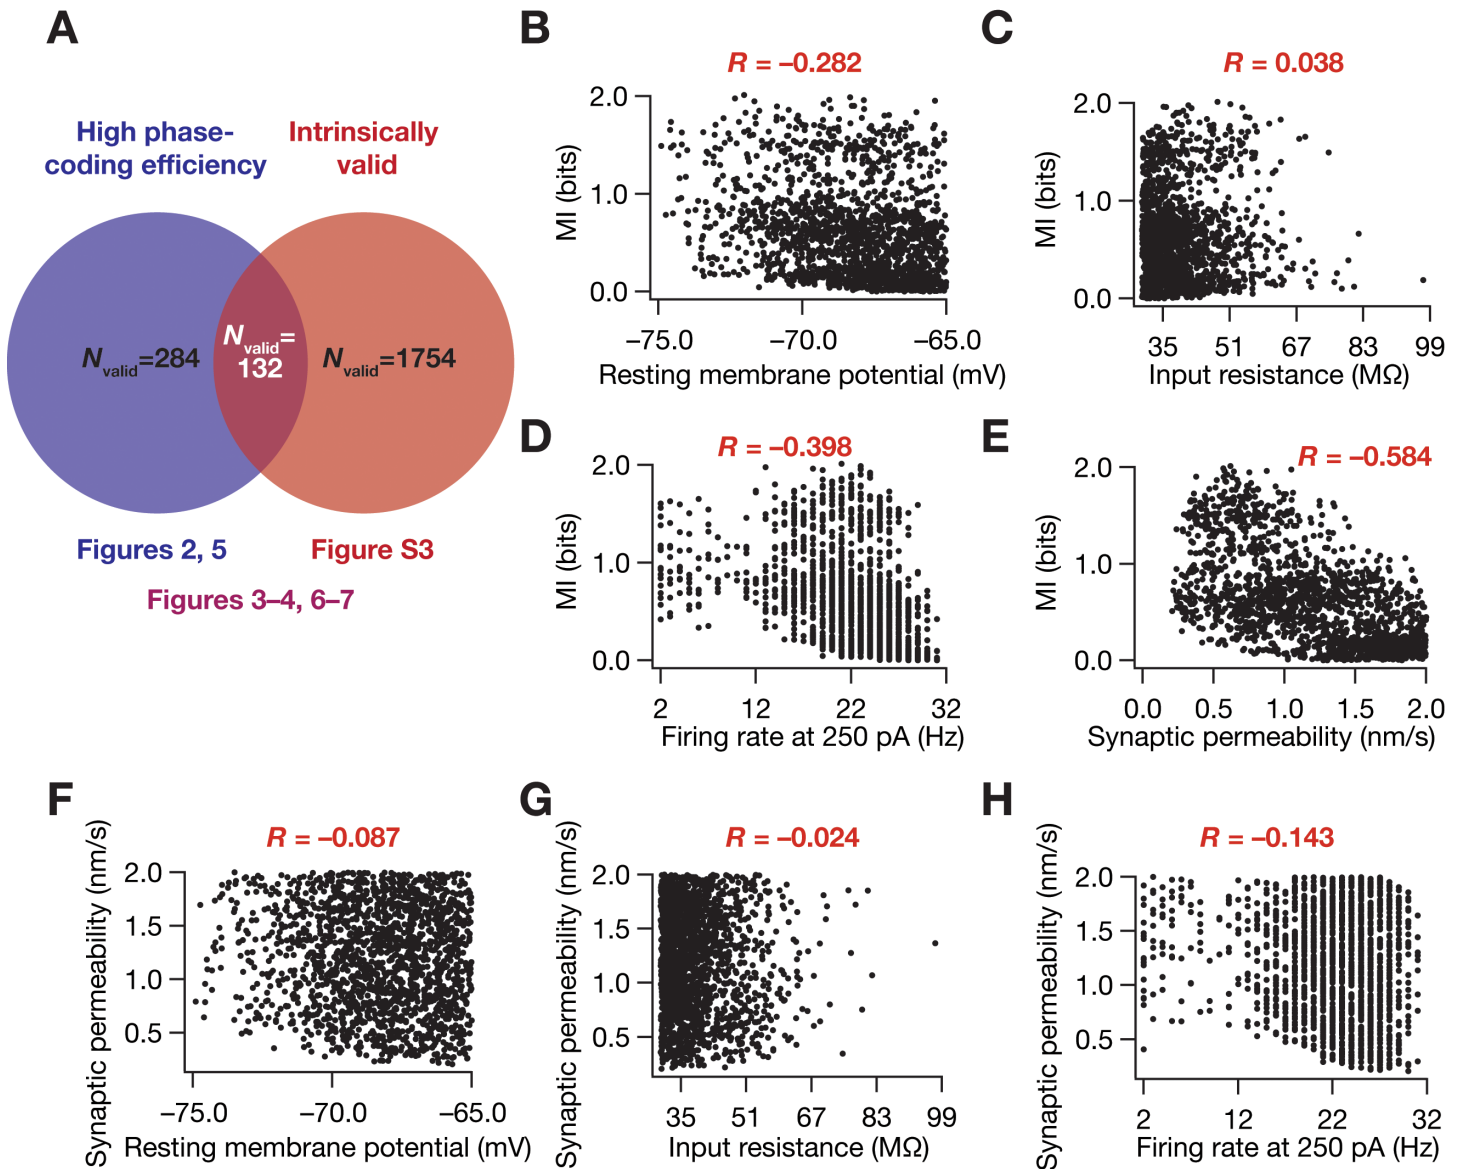 A
High phase-
coding efficiency
Intrinsically
valid
Nvalid=284
Nvalid=
132
Nvalid=1754
Figures 2, 5
Figure S3
Figures 3–4, 6–7
B
R = –0.282
MI (bits)
2.0
1.0
0.0
–75.0 –70.0 –65.0
Resting membrane potential (mV)
C
R = 0.038
MI (bits)
2.0
1.0
0.0
35 51 67 83 99
Input resistance (MΩ)
D
R = –0.398
MI (bits)
2.0
1.0
0.0
2 12 22 32
Firing rate at 250 pA (Hz)
E
R = –0.584
MI (bits)
2.0
1.0
0.0
0.0 0.5 1.0 1.5 2.0
Synaptic permeability (nm/s)
F
R = –0.087
Synaptic permeability (nm/s)
2.0
1.5
1.0
0.5
–75.0 –70.0 –65.0
Resting membrane potential (mV)
G
R = –0.024
Synaptic permeability (nm/s)
2.0
1.5
1.0
0.5
35 51 67 83 99
Input resistance (MΩ)
H
R = –0.143
Synaptic permeability (nm/s)
2.0
1.5
1.0
0.5
2 12 22 32
Firing rate at 250 pA (Hz)